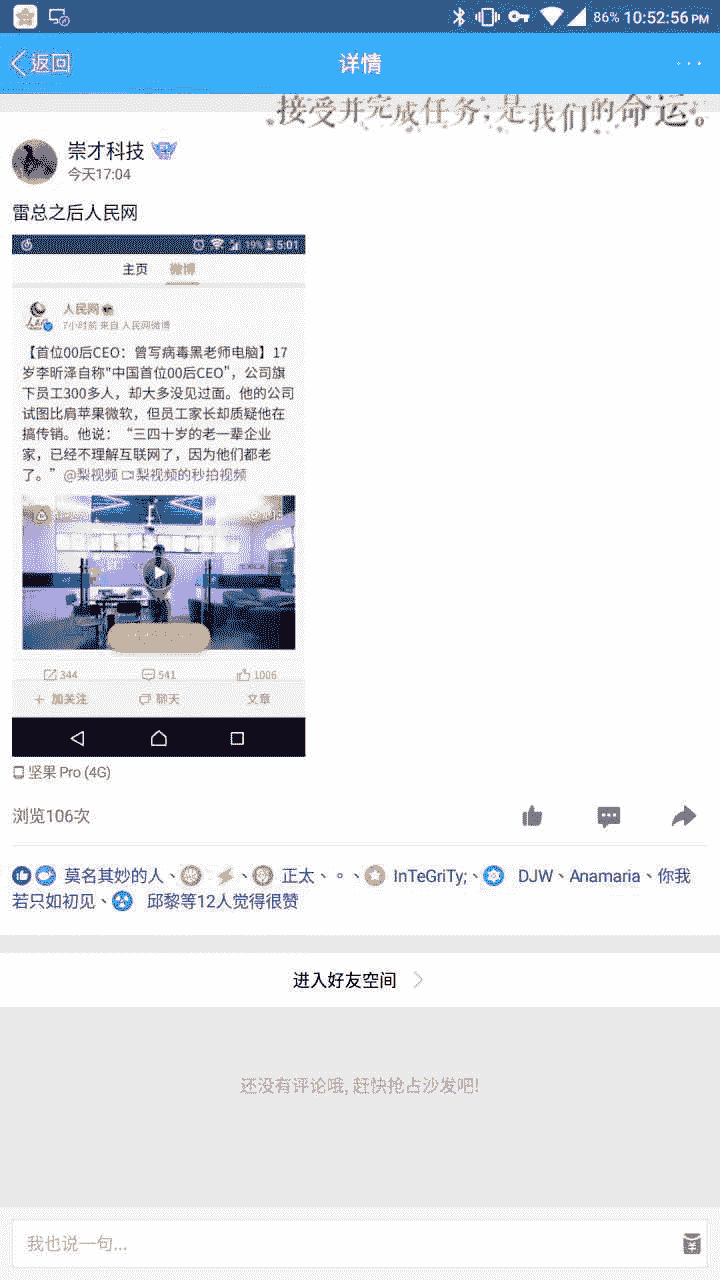 86% 10:52:56 PM
返回
详情
接受并完成任务,是我们的命运。
崇才科技
今天17:04
雷总之后人民网
19% 5:01
主页 微博
人民网
7小时前 来自 人民网微博
【首位00后CEO：曾写病毒黑老师电脑】17
岁李昕泽自称"中国首位00后CEO"，公司旗
下员工300多人，却大多没见过面。他的公司
试图比肩苹果微软，但员工家长却质疑他在
搞传销。他说：“三四十岁的老一辈企业
家，已经不理解互联网了，因为他们都老
了。”@梨视频 梨视频的秒拍视频
344 541 1006
+ 加关注 聊天 文章
坚果 Pro (4G)
浏览106次
莫名其妙的人、 、 正太、。、 InTeGriTy;、 DJW、Anamaria、你我
若只如初见、 邱黎等12人觉得很赞
进入好友空间
还没有评论哦, 赶快抢占沙发吧!
我也说一句...